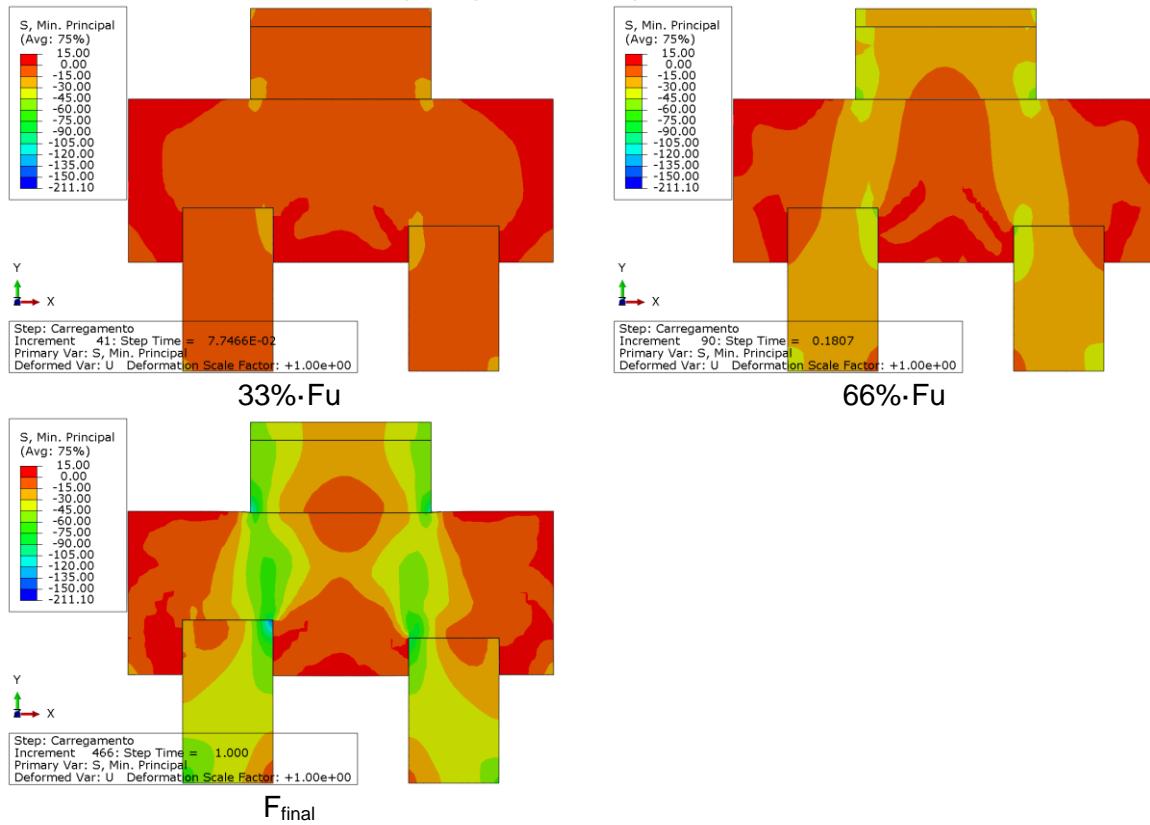 S, Min. Principal
(Avg: 75%)
15.00
0.00
-15.00
-30.00
-45.00
-60.00
-75.00
-90.00
-105.00
-120.00
-135.00
-150.00
-211.10
Y
Z X
Step: Carregamento
Increment 41: Step Time = 7.7466E-02
Primary Var: S, Min. Principal
Deformed Var: U Deformation Scale Factor: +1.00e+00
33%·Fu
S, Min. Principal
(Avg: 75%)
15.00
0.00
-15.00
-30.00
-45.00
-60.00
-75.00
-90.00
-105.00
-120.00
-135.00
-150.00
-211.10
Y
Z X
Step: Carregamento
Increment 90: Step Time = 0.1807
Primary Var: S, Min. Principal
Deformed Var: U Deformation Scale Factor: +1.00e+00
66%·Fu
S, Min. Principal
(Avg: 75%)
15.00
0.00
-15.00
-30.00
-45.00
-60.00
-75.00
-90.00
-105.00
-120.00
-135.00
-150.00
-211.10
Y
Z X
Step: Carregamento
Increment 466: Step Time = 1.000
Primary Var: S, Min. Principal
Deformed Var: U Deformation Scale Factor: +1.00e+00
Ffinal